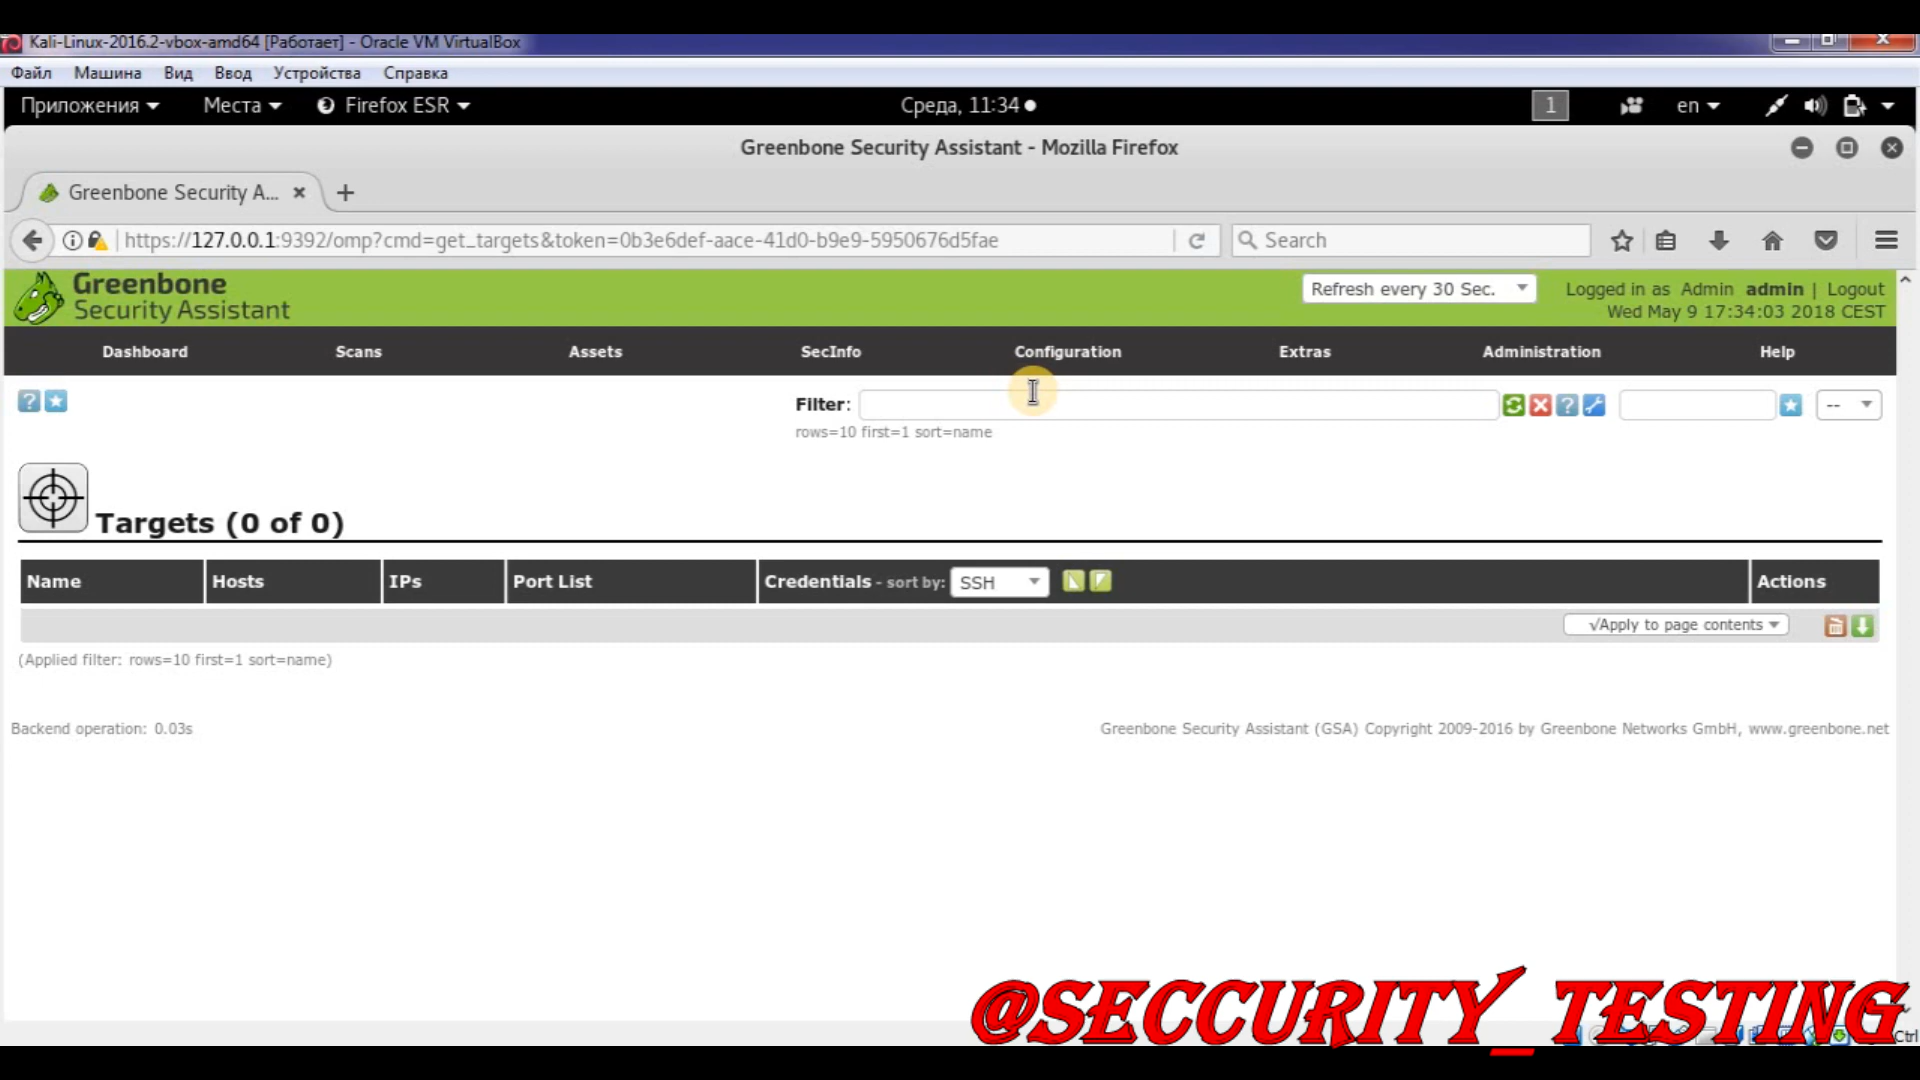 Kali-Linux-2016.2-vbox-amd64 [Работает] - Oracle VM VirtualBox
Файл Машина Вид Ввод Устройства Справка
Приложения Места Firefox ESR Среда, 11:34 1 en
Greenbone Security Assistant - Mozilla Firefox
Greenbone Security A...
https://127.0.0.1:9392/omp?cmd=get_targets&token=0b3e6def-aace-41d0-b9e9-5950676d5fae Search
Greenbone
Security Assistant
Refresh every 30 Sec. Logged in as Admin admin | Logout
Wed May 9 17:34:03 2018 CEST
Dashboard Scans Assets SecInfo Configuration Extras Administration Help
Filter: --
rows=10 first=1 sort=name
Targets (0 of 0)
Name Hosts IPs Port List Credentials - sort by: SSH Actions
√Apply to page contents
(Applied filter: rows=10 first=1 sort=name)
Backend operation: 0.03s Greenbone Security Assistant (GSA) Copyright 2009-2016 by Greenbone Networks GmbH, www.greenbone.net
@SECCURITY_TESTING
Ctrl